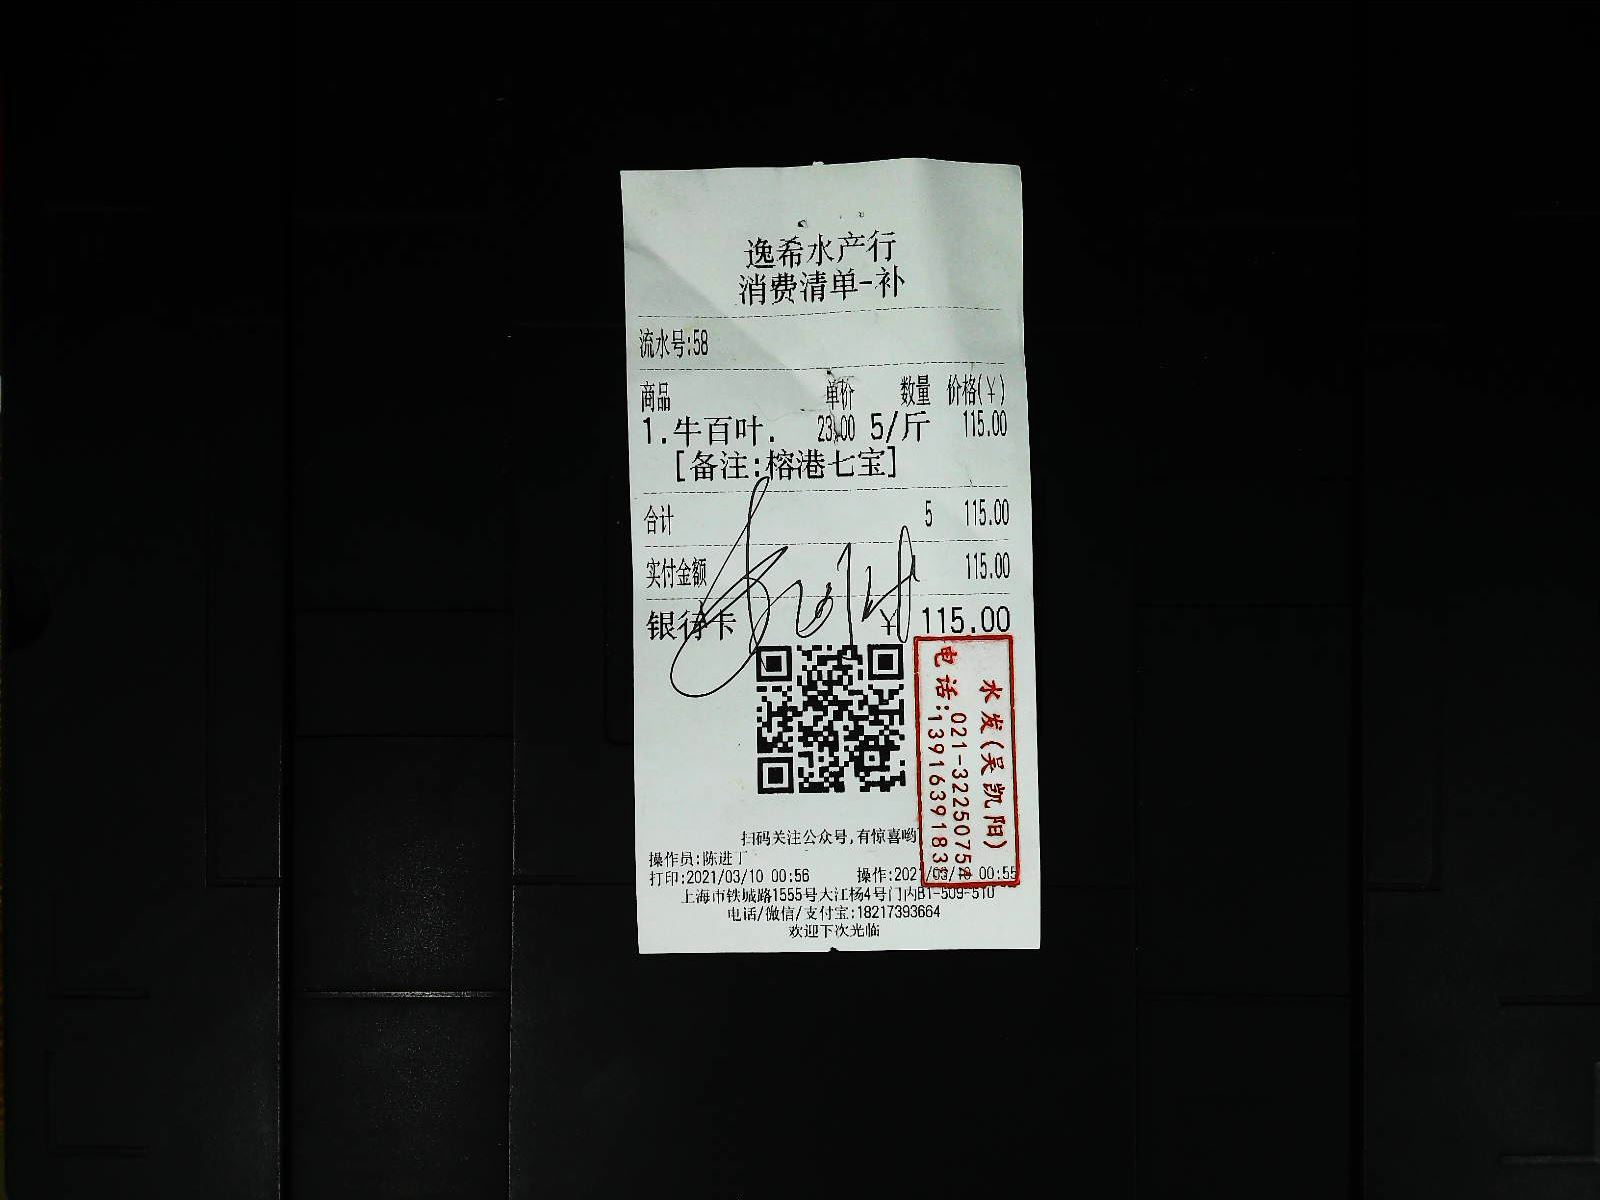 逸希水产行
消费清单-补
流水号:58
商品 单价 数量 价格(¥)
1.牛百叶. 23.00 5/斤 115.00
[备注:榕港七宝]
合计 5 115.00
实付金额 115.00
银行卡 ¥ 115.00
水发(吴凯阳)
021-32250758
电话:13916391833
扫码关注公众号,有惊喜哟
操作员:陈进丁
打印:2021/03/10 00:56 操作:2021/03/10 00:55
上海市铁城路1555号大江杨4号门内B1-509-510
电话/微信/支付宝:18217393664
欢迎下次光临